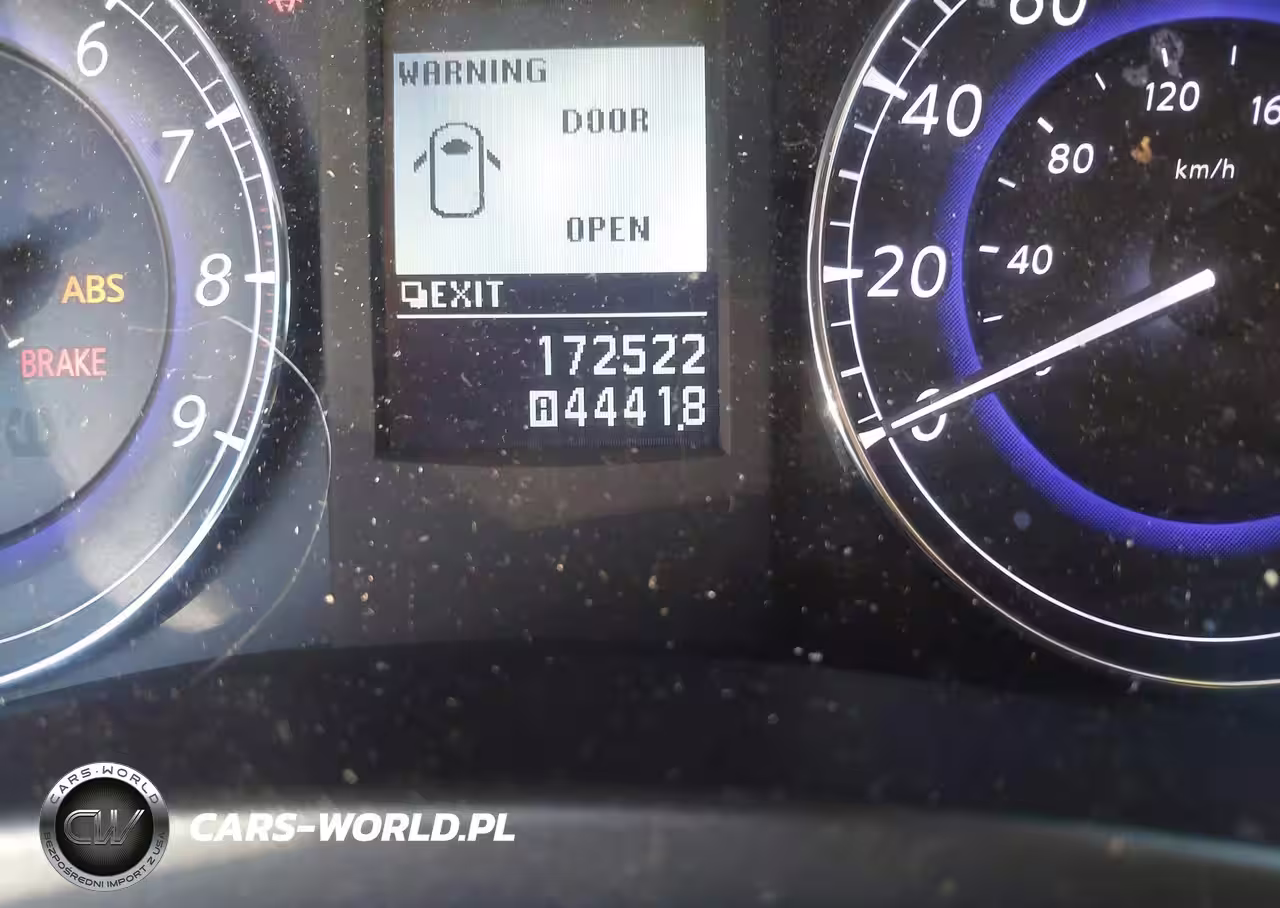 6
7
8
9
ABS
BRAKE
WARNING
DOOR
OPEN
EXIT
172522
A 4441.8
60
40
20
0
120
80
40
km/h
CARS-WORLD
CW
BEZPOŚREDNI IMPORT Z USA
CARS-WORLD.PL